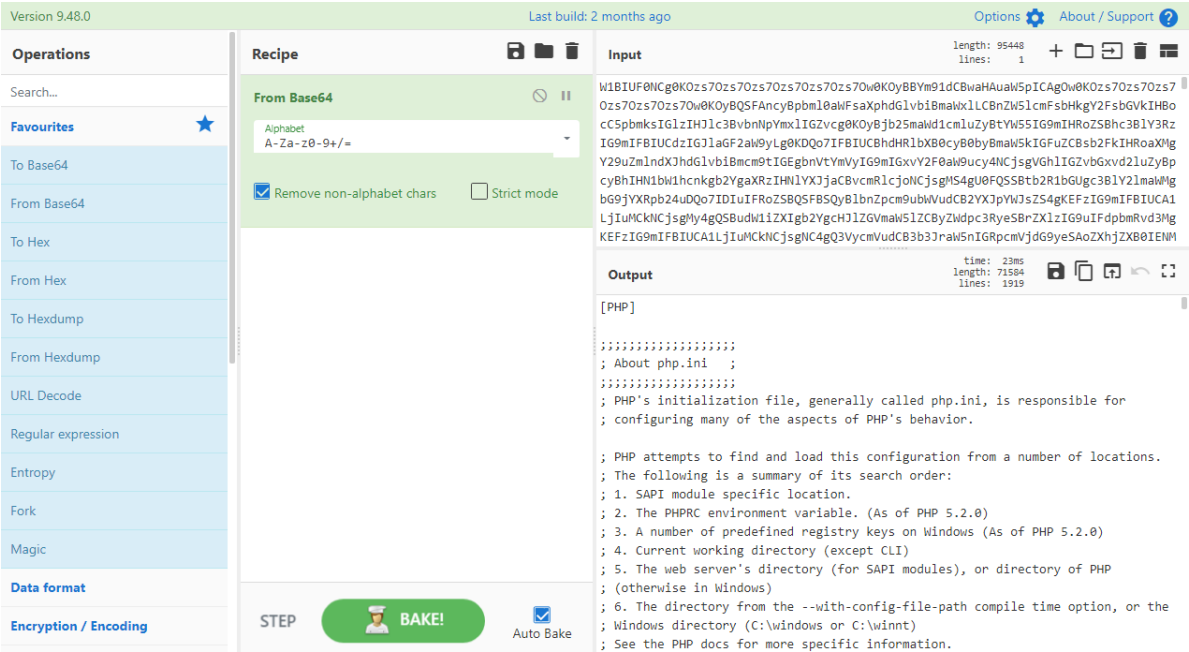 Version 9.48.0
Last build: 2 months ago
Options
About / Support
Operations
Search...
Favourites
To Base64
From Base64
To Hex
From Hex
To Hexdump
From Hexdump
URL Decode
Regular expression
Entropy
Fork
Magic
Data format
Encryption / Encoding
Recipe
From Base64
Alphabet
A-Za-z0-9+/=
Remove non-alphabet chars
Strict mode
STEP
BAKE!
Auto Bake
Input
length: 95448
lines: 1
W1BIUF0NCg0KOzs7Ozs7Ozs7Ozs7Ozs7Ozs7Ow0KOyBBYm91dCBwaHAuaW5pICAgOw0KOzs7Ozs7Ozs7
Ozs7Ozs7Ozs7Ow0KOyBQSFAncyBpbml0aWFsaXphdGlvbiBmaWxlLCBnZW5lcmFsbHkgY2FsbGVkIHBo
cC5pbmksIGlzIHJlc3BvbnNpYmxlIGZvcg0KOyBjb25maWd1cmluZyBtYW55IG9mIHRoZSBhc3BlY3Rz
IG9mIFBIUCdzIGJlaGF2aW9yLg0KDQo7IFBIUCBhdHRlbXB0cyB0byBmaW5kIGFuZCBsb2FkIHRoaXMg
Y29uZmlndXJhdGlvbiBmcm9tIGEgbnVtYmVyIG9mIGxvY2F0aW9ucy4NCjsgVGhlIGZvbGxvd2luZyBp
cyBhIHN1bW1hcnkgb2YgaXRzIHNlYXJjaCBvcmRlcjoNCjsgMS4gU0FQSSBtb2R1bGUgc3BlY2lmaWMg
bG9jYXRpb24uDQo7IDIuIFRoZSBQSFBSQyBlbnZpcm9ubWVudCB2YXJpYWJsZS4gKEFzIG9mIFBIUCA1
LjIuMCkNCjsgMy4gQSBudW1iZXIgb2YgcHJlZGVmaW5lZCByZWdpc3RyeSBrZXlzIG9uIFdpbmRvd3Mg
KEFzIG9mIFBIUCA1LjIuMCkNCjsgNC4gQ3VycmVudCB3b3JraW5nIGRpcmVjdG9yeSAoZXhjZXB0IENM
Output
time: 23ms
length: 71584
lines: 1919
[PHP]
;;;;;;;;;;;;;;;;;;;
; About php.ini   ;
;;;;;;;;;;;;;;;;;;;
; PHP's initialization file, generally called php.ini, is responsible for
; configuring many of the aspects of PHP's behavior.
; PHP attempts to find and load this configuration from a number of locations.
; The following is a summary of its search order:
; 1. SAPI module specific location.
; 2. The PHPRC environment variable. (As of PHP 5.2.0)
; 3. A number of predefined registry keys on Windows (As of PHP 5.2.0)
; 4. Current working directory (except CLI)
; 5. The web server's directory (for SAPI modules), or directory of PHP
; (otherwise in Windows)
; 6. The directory from the --with-config-file-path compile time option, or the
; Windows directory (C:\windows or C:\winnt)
; See the PHP docs for more specific information.